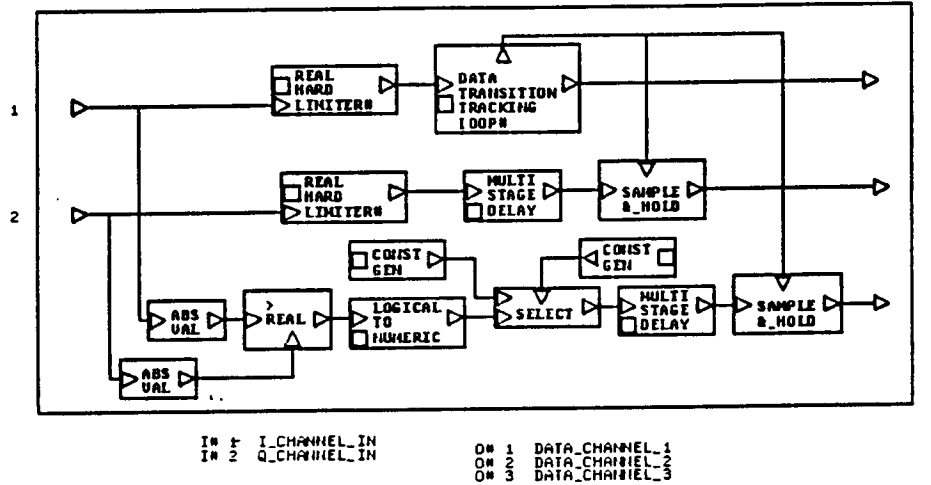 REAL
HARD
LIMITER#
DATA
TRANSITION
TRACKING
LOOP#
1
REAL
HARD
LIMITER#
MULTI
STAGE
DELAY
SAMPLE
&_HOLD
2
CONST
GEN
CONST
GEN
ABS
VAL
>
REAL
LOGICAL
TO
NUMERIC
SELECT
MULTI
STAGE
DELAY
SAMPLE
&_HOLD
ABS
VAL
I# 1 I_CHANNEL_IN
I# 2 Q_CHANNEL_IN
O# 1 DATA_CHANNEL_1
O# 2 DATA_CHANNEL_2
O# 3 DATA_CHANNEL_3